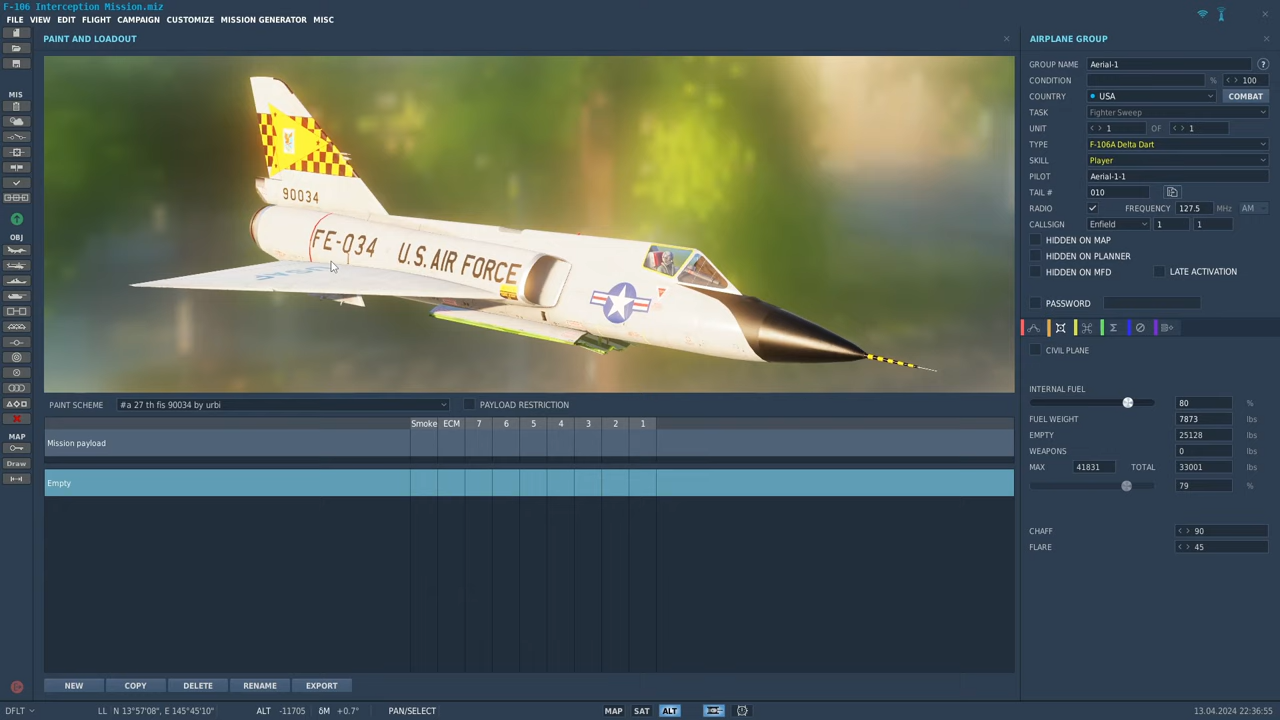 F-106 Interception Mission.miz
FILE VIEW EDIT FLIGHT CAMPAIGN CUSTOMIZE MISSION GENERATOR MISC
PAINT AND LOADOUT
90034
FE-034 U.S. AIR FORCE
PAINT SCHEME #a 27 th fis 90034 by urbi PAYLOAD RESTRICTION
Smoke ECM 7 6 5 4 3 2 1
Mission payload
Empty
NEW COPY DELETE RENAME EXPORT
MIS
OBJ
MAP
Draw
AIRPLANE GROUP
GROUP NAME Aerial-1 ?
CONDITION % < > 100
COUNTRY USA COMBAT
TASK Fighter Sweep
UNIT < > 1 OF < > 1
TYPE F-106A Delta Dart
SKILL Player
PILOT Aerial-1-1
TAIL # 010
RADIO FREQUENCY 127.5 MHz AM
CALLSIGN Enfield 1 1
HIDDEN ON MAP
HIDDEN ON PLANNER
HIDDEN ON MFD LATE ACTIVATION
PASSWORD
CIVIL PLANE
INTERNAL FUEL 80 %
FUEL WEIGHT 7873 lbs
EMPTY 25128 lbs
WEAPONS 0 lbs
MAX 41831 TOTAL 33001 lbs
79 %
CHAFF < > 90
FLARE < > 45
DFLT LL N 13°57'08", E 145°45'10" ALT -11705 δM +0.7° PAN/SELECT MAP SAT ALT 13.04.2024 22:36:55